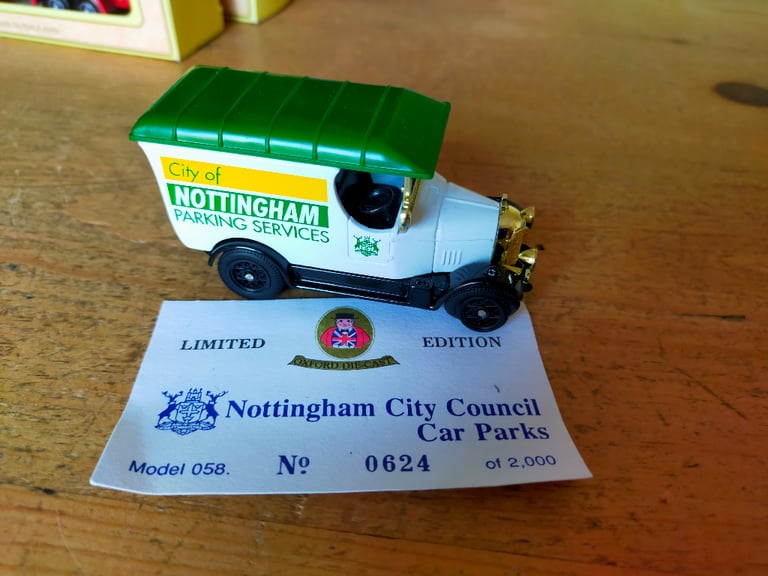 City of
NOTTINGHAM
PARKING SERVICES
LIMITED EDITION
OXFORD DIE-CAST
Nottingham City Council
Car Parks
Model 058. Nº 0624 of 2,000